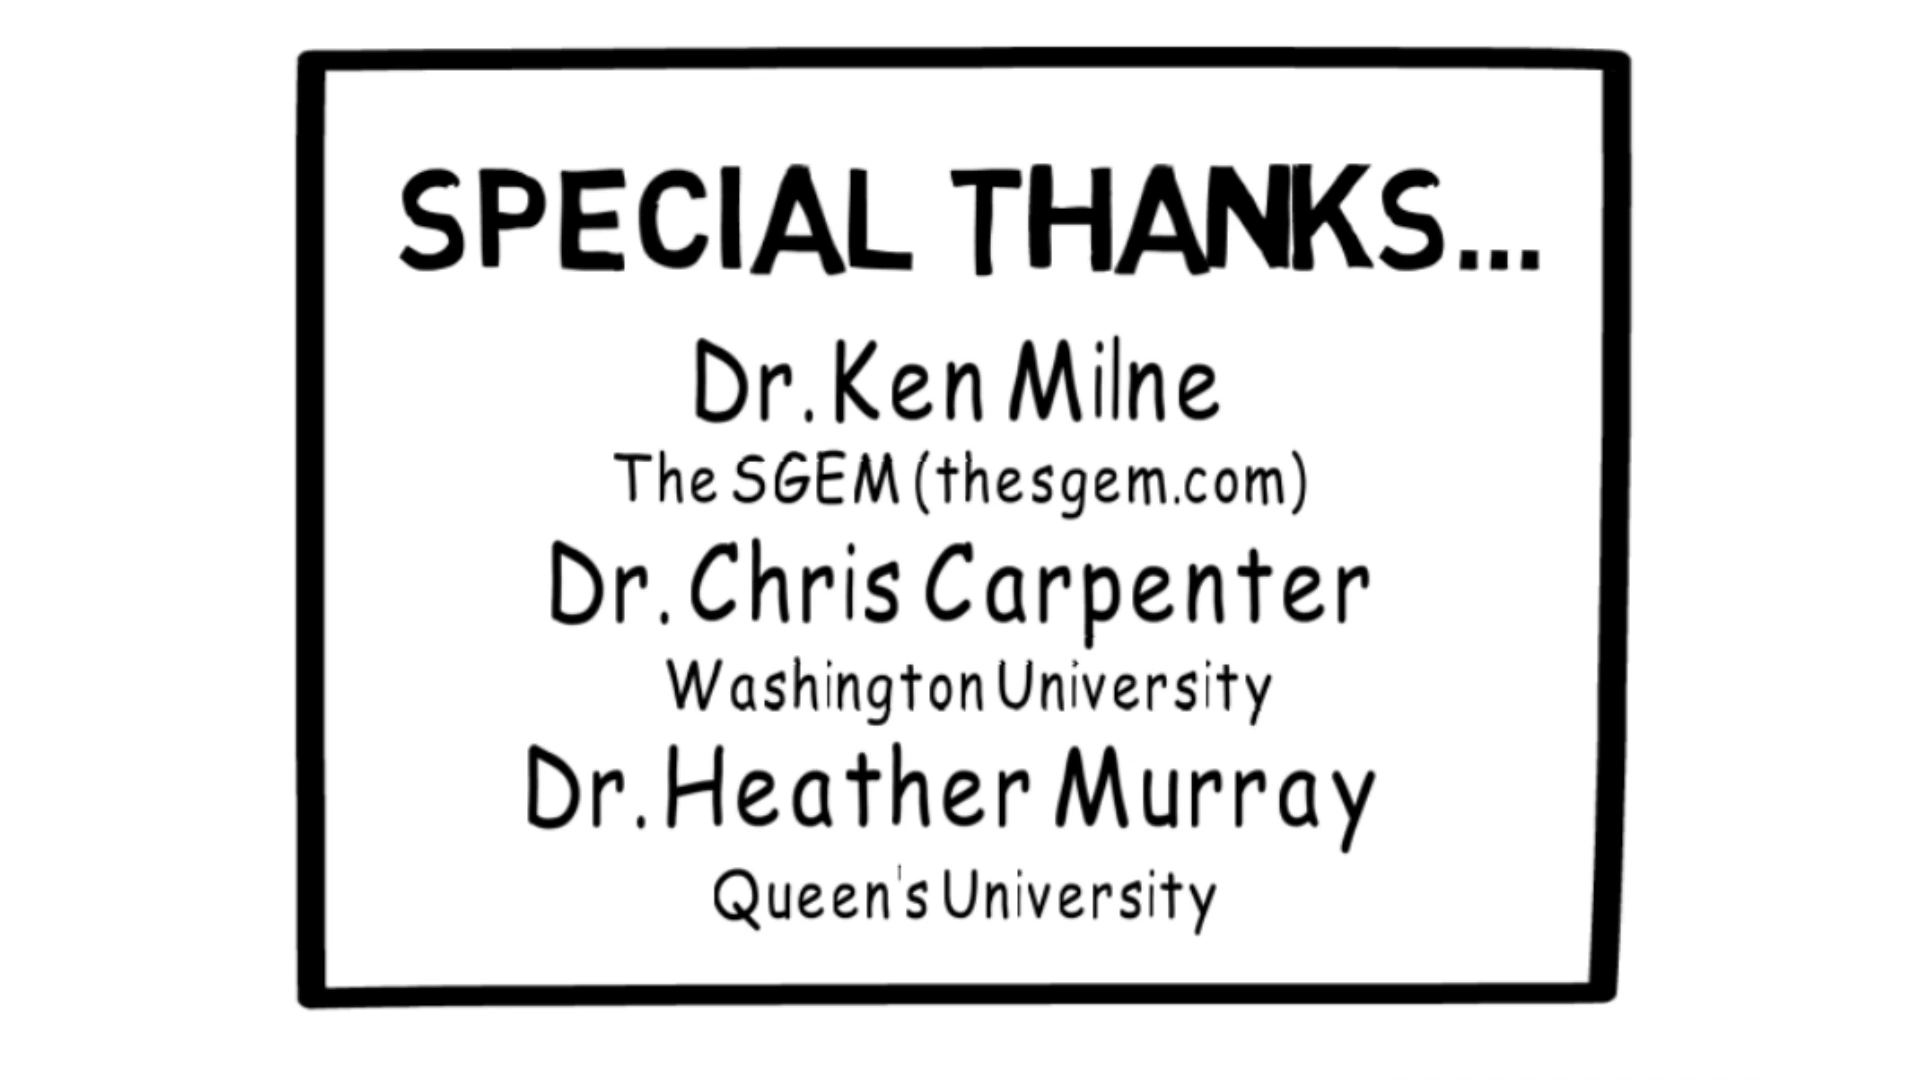 SPECIAL THANKS...
Dr. Ken Milne
The SGEM (thesgem.com)
Dr. Chris Carpenter
Washington University
Dr. Heather Murray
Queen's University